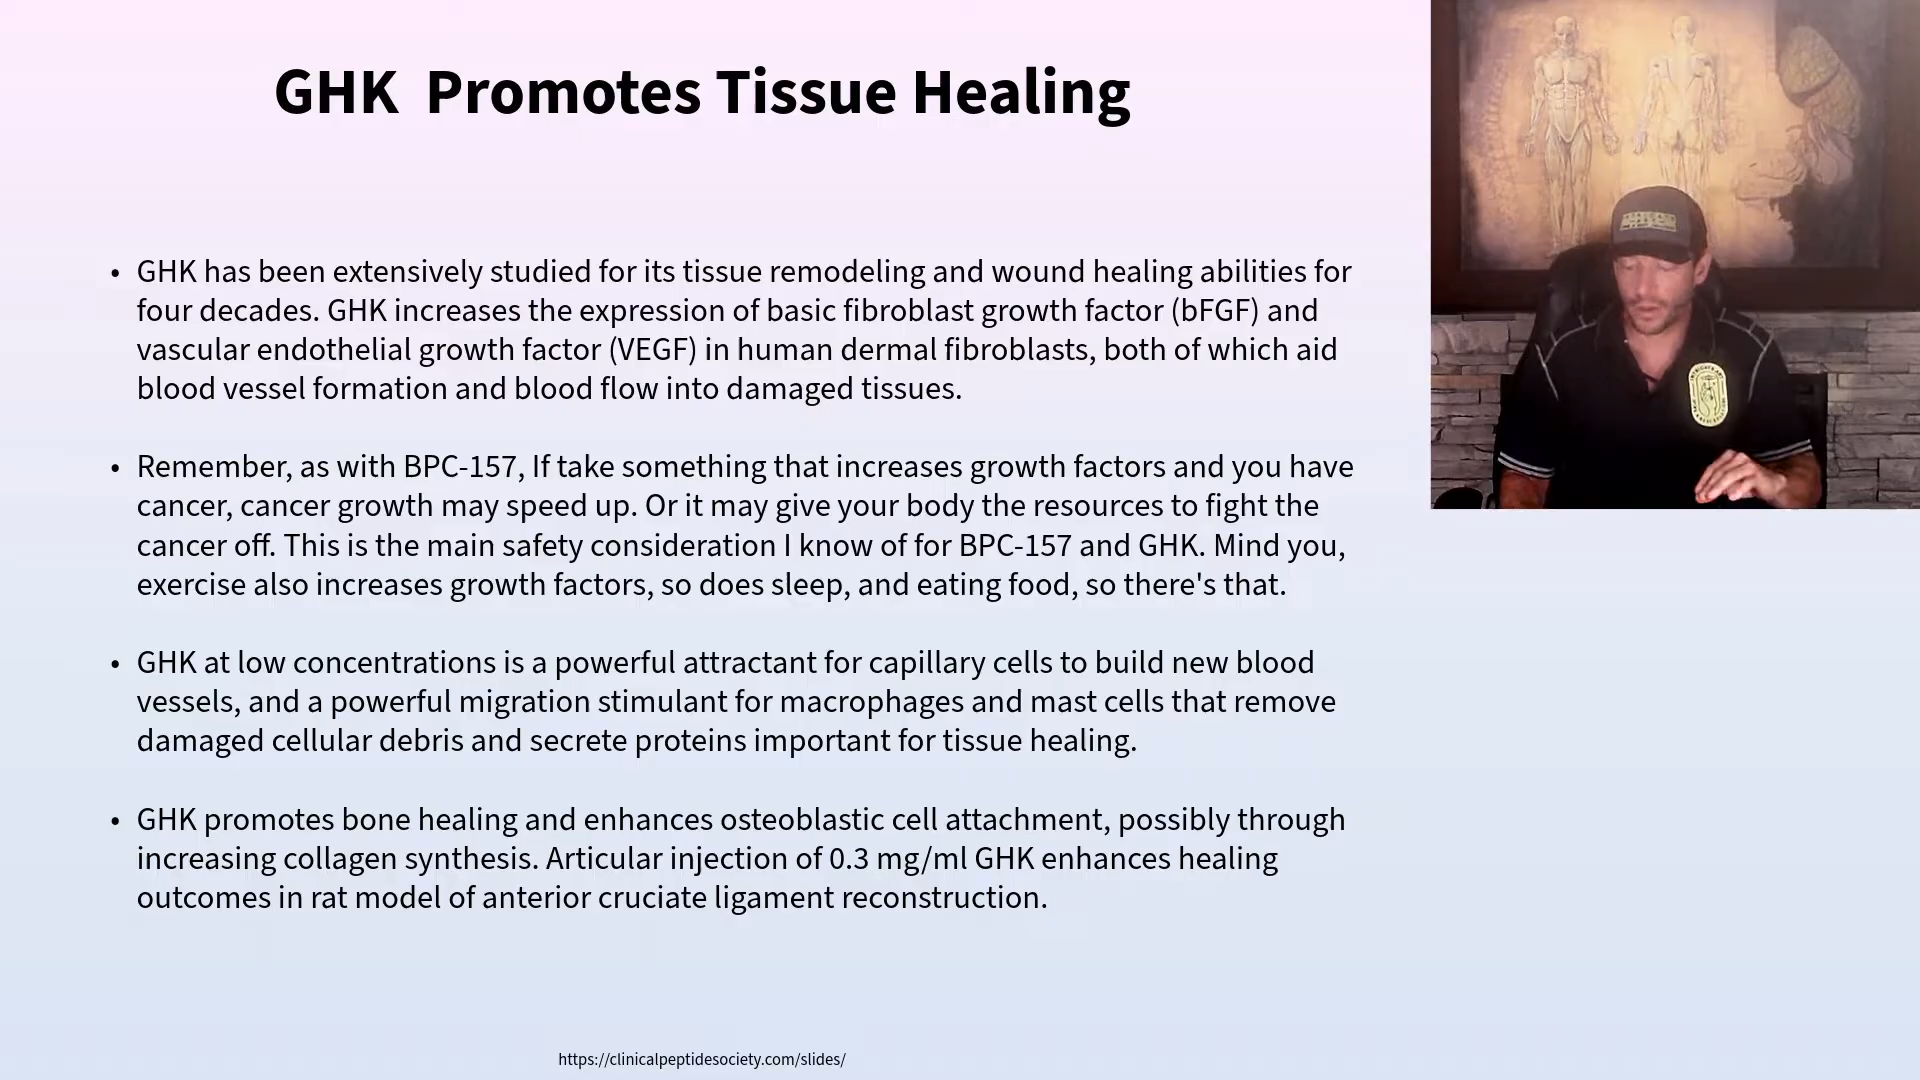 GHK Promotes Tissue Healing
• GHK has been extensively studied for its tissue remodeling and wound healing abilities for
four decades. GHK increases the expression of basic fibroblast growth factor (bFGF) and
vascular endothelial growth factor (VEGF) in human dermal fibroblasts, both of which aid
blood vessel formation and blood flow into damaged tissues.
• Remember, as with BPC-157, If take something that increases growth factors and you have
cancer, cancer growth may speed up. Or it may give your body the resources to fight the
cancer off. This is the main safety consideration I know of for BPC-157 and GHK. Mind you,
exercise also increases growth factors, so does sleep, and eating food, so there's that.
• GHK at low concentrations is a powerful attractant for capillary cells to build new blood
vessels, and a powerful migration stimulant for macrophages and mast cells that remove
damaged cellular debris and secrete proteins important for tissue healing.
• GHK promotes bone healing and enhances osteoblastic cell attachment, possibly through
increasing collagen synthesis. Articular injection of 0.3 mg/ml GHK enhances healing
outcomes in rat model of anterior cruciate ligament reconstruction.
https://clinicalpeptidesociety.com/slides/